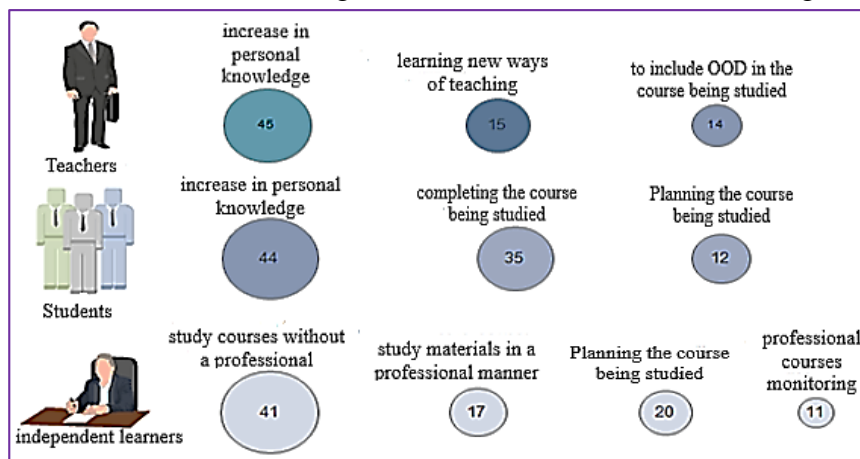 increase in
personal
knowledge
learning new ways
of teaching
to include OOD in the
course being studied
45
15
14
Teachers
increase in personal
knowledge
completing the course
being studied
Planning the course
being studied
44
35
12
Students
study courses without
a professional
study materials in a
professional manner
Planning the course
being studied
professional
courses
monitoring
41
17
20
11
independent learners